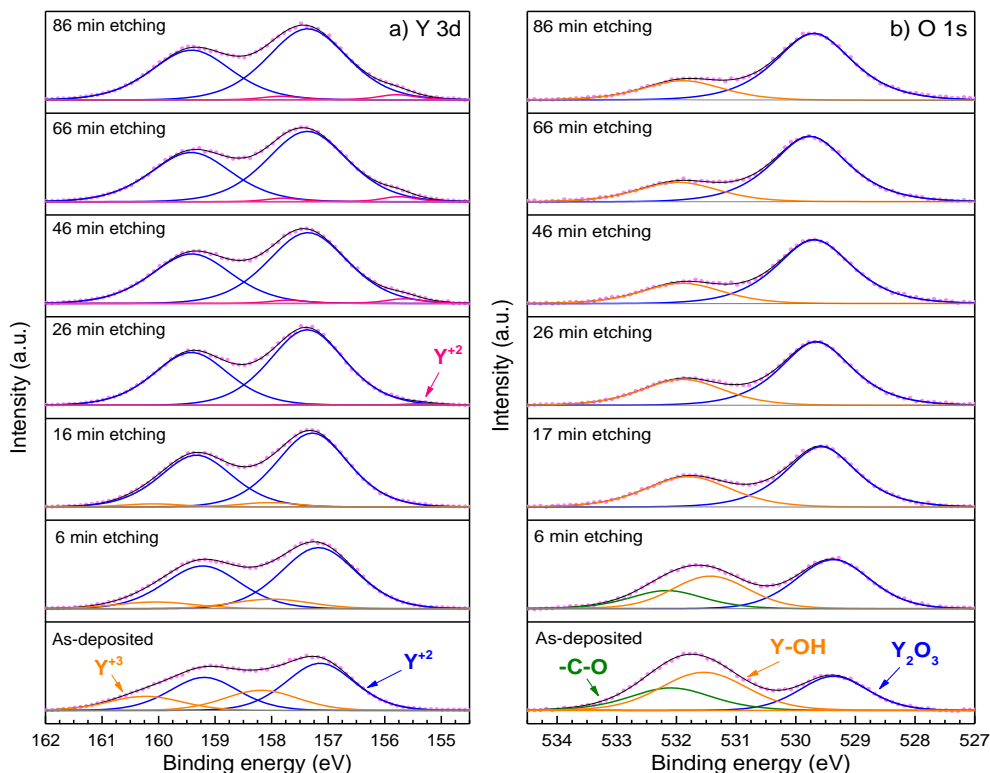 a) Y 3d
86 min etching
66 min etching
46 min etching
26 min etching
Y+2
16 min etching
6 min etching
As-deposited
Y+3
Y+2
162 161 160 159 158 157 156 155
Binding energy (eV)
Intensity (a.u.)
b) O 1s
86 min etching
66 min etching
46 min etching
26 min etching
17 min etching
6 min etching
As-deposited
-C-O
Y-OH
Y2O3
534 533 532 531 530 529 528 527
Binding energy (eV)
Intensity (a.u.)